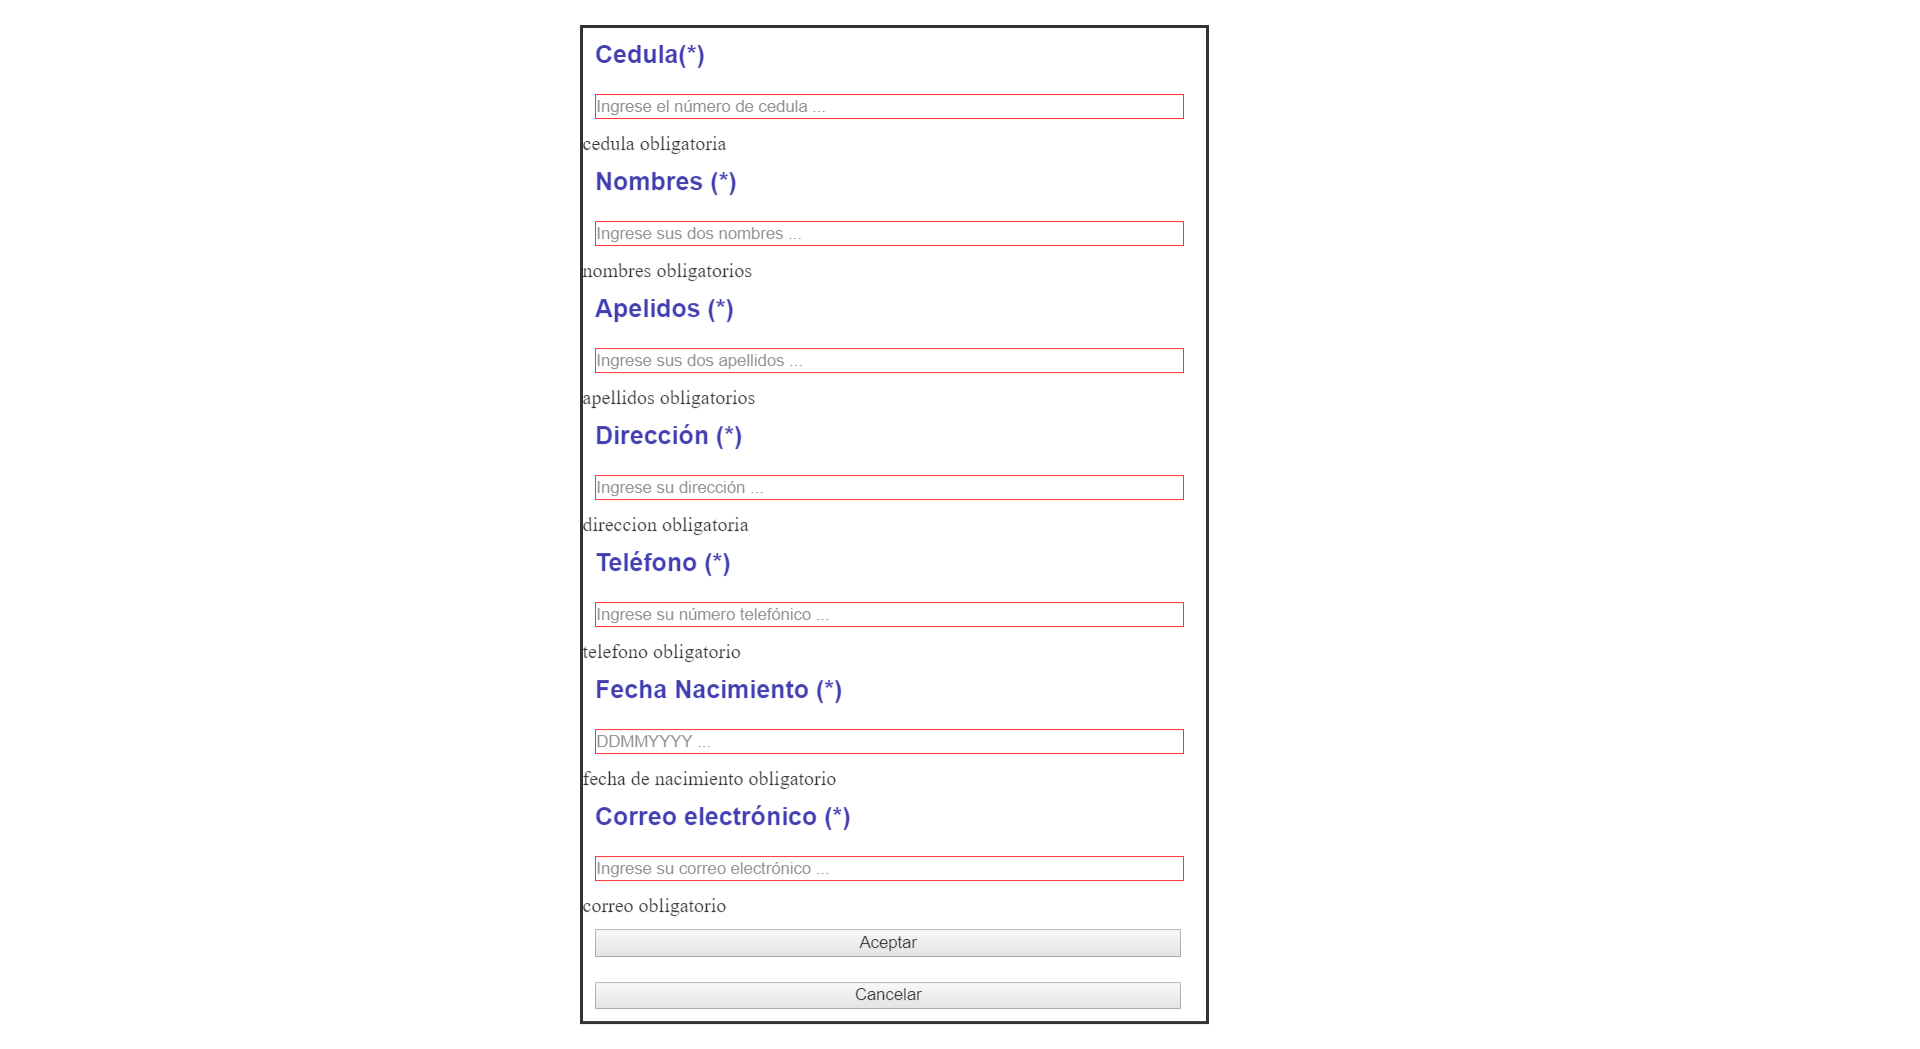 Cedula(*)
Ingrese el número de cedula ...
cedula obligatoria
Nombres (*)
Ingrese sus dos nombres ...
nombres obligatorios
Apelidos (*)
Ingrese sus dos apellidos ...
apellidos obligatorios
Dirección (*)
Ingrese su dirección ...
direccion obligatoria
Teléfono (*)
Ingrese su número telefónico ...
telefono obligatorio
Fecha Nacimiento (*)
DDMMYYYY ...
fecha de nacimiento obligatorio
Correo electrónico (*)
Ingrese su correo electrónico ...
correo obligatorio
Aceptar
Cancelar